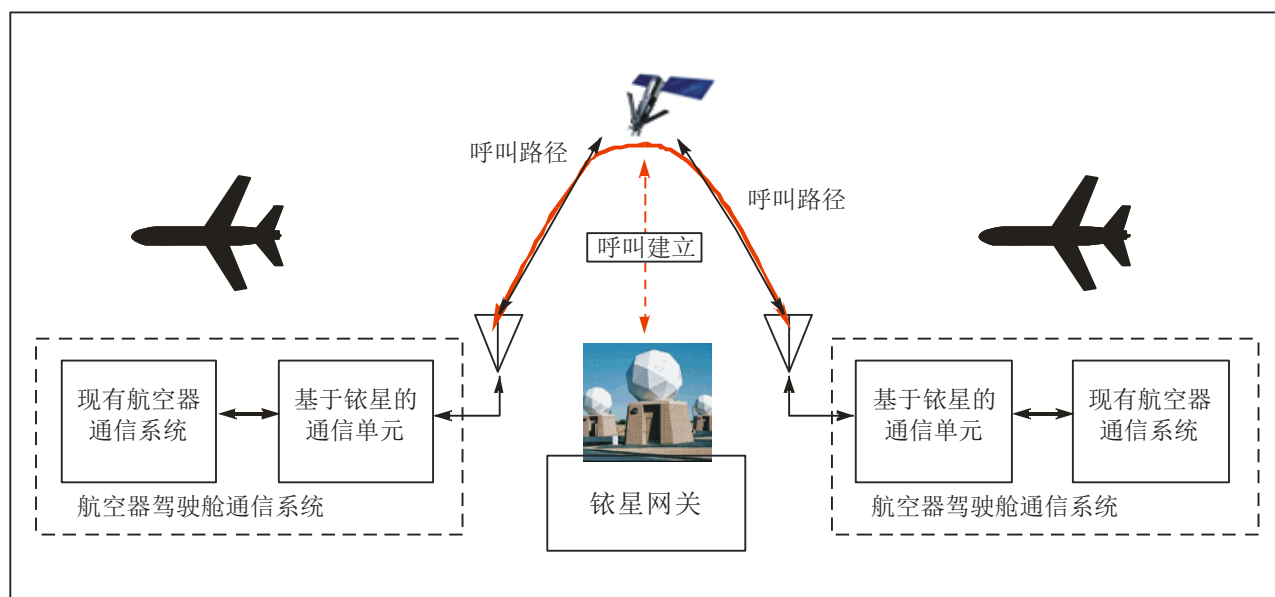 呼叫路径
呼叫路径
呼叫建立
现有航空器
通信系统
基于铱星的
通信单元
航空器驾驶舱通信系统
铱星网关
基于铱星的
通信单元
现有航空器
通信系统
航空器驾驶舱通信系统